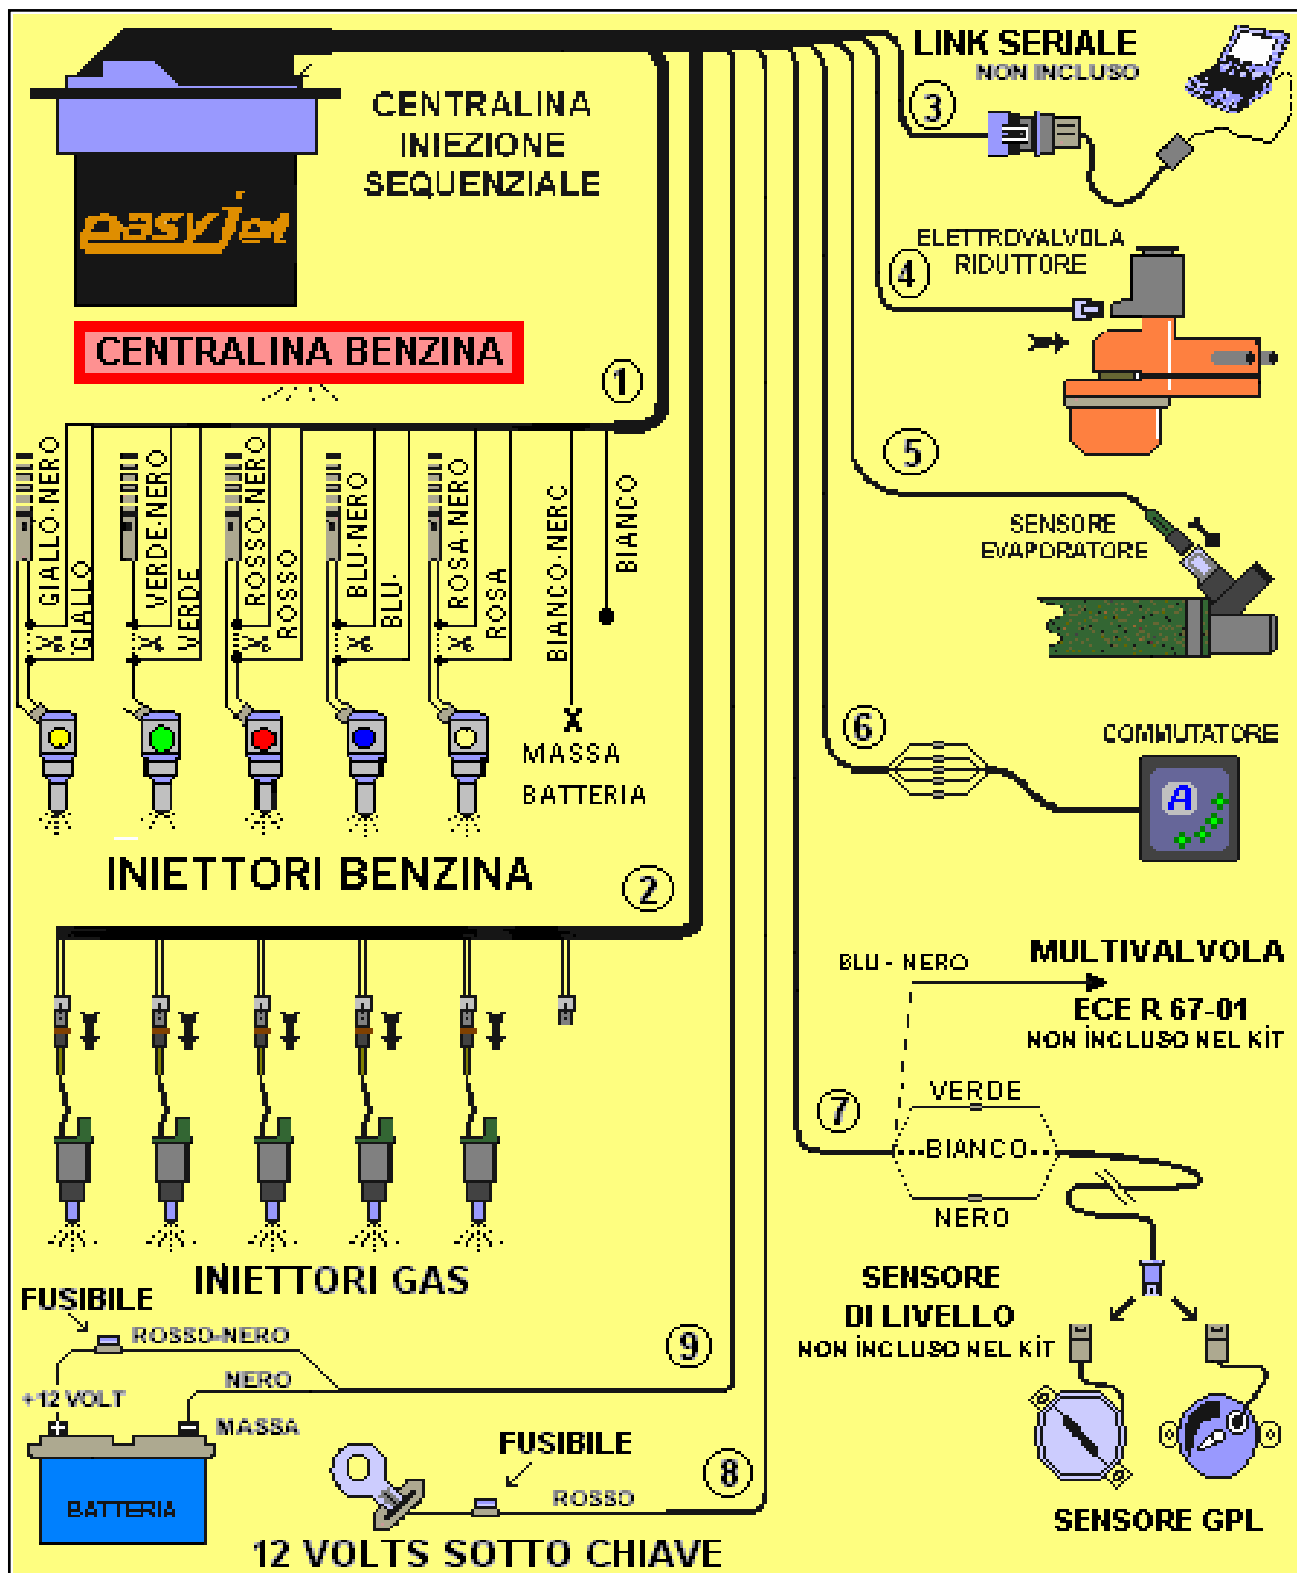 LINK SERIALE
NON INCLUSO
3
CENTRALINA
INIEZIONE
SEQUENZIALE
easyjet
ELETTROVALVOLA
RIDUTTORE
4
CENTRALINA BENZINA
1
5
GIALLO-NERO
GIALLO
VERDE-NERO
VERDE
ROSSO-NERO
ROSSO
BLU-NERO
BLU-
ROSA-NERO
ROSA
BIANCO-NERO
BIANCO
SENSORE
EVAPORATORE
6
COMMUTATORE
A
MASSA
BATTERIA
INIETTORI BENZINA
2
BLU - NERO
MULTIVALVOLA
ECE R 67-01
NON INCLUSO NEL KIT
7
VERDE
BIANCO
NERO
INIETTORI GAS
SENSORE
DI LIVELLO
NON INCLUSO NEL KIT
FUSIBILE
ROSSO-NERO
9
NERO
+12 VOLT
MASSA
+
-
BATTERIA
FUSIBILE
8
ROSSO
12 VOLTS SOTTO CHIAVE
SENSORE GPL